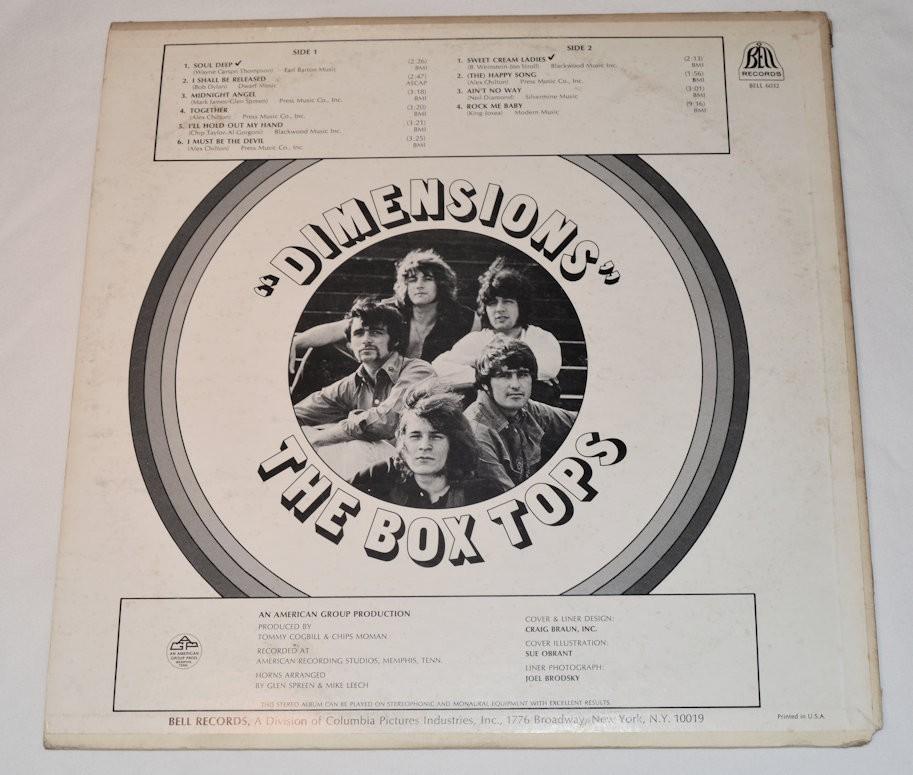 SIDE 1
1. SOUL DEEP ✓ (2:26)
(Wayne Carson Thompson) Earl Barton Music BMI
2. I SHALL BE RELEASED (2:47)
(Bob Dylan) Dwarf Music ASCAP
3. MIDNIGHT ANGEL (3:18)
(Mark James/Glen Spreen) Press Music Co., Inc. BMI
4. TOGETHER (3:20)
(Alex Chilton) Press Music Co., Inc. BMI
5. I'LL HOLD OUT MY HAND (3:21)
(Chip Taylor-Al Gorgoni) Blackwood Music Inc. BMI
6. I MUST BE THE DEVIL (3:25)
(Alex Chilton) Press Music Co., Inc. BMI
SIDE 2
1. SWEET CREAM LADIES ✓ (2:13)
(B. Weinstein-Jon Stroll) Blackwood Music Inc. BMI
2. (THE) HAPPY SONG (1:56)
(Alex Chilton) Press Music Co., Inc. BMI
3. AIN'T NO WAY (3:01)
(Neil Diamond) Silvermine Music BMI
4. ROCK ME BABY (9:16)
(King-Josea) Modern Music BMI
BELL
RECORDS
BELL 6032
"DIMENSIONS"
THE BOX TOPS
AGP
AN AMERICAN
GROUP PROD.
MEMPHIS
TENN.
AN AMERICAN GROUP PRODUCTION
PRODUCED BY
TOMMY COGBILL & CHIPS MOMAN
RECORDED AT
AMERICAN RECORDING STUDIOS, MEMPHIS, TENN.
HORNS ARRANGED
BY GLEN SPREEN & MIKE LEECH
COVER & LINER DESIGN:
CRAIG BRAUN, INC.
COVER ILLUSTRATION:
SUE OBRANT
LINER PHOTOGRAPH:
JOEL BRODSKY
THIS STEREO ALBUM CAN BE PLAYED ON STEREOPHONIC AND MONAURAL EQUIPMENT WITH EXCELLENT RESULTS.
BELL RECORDS, A Division of Columbia Pictures Industries, Inc., 1776 Broadway, New York, N.Y. 10019
Printed in U.S.A.